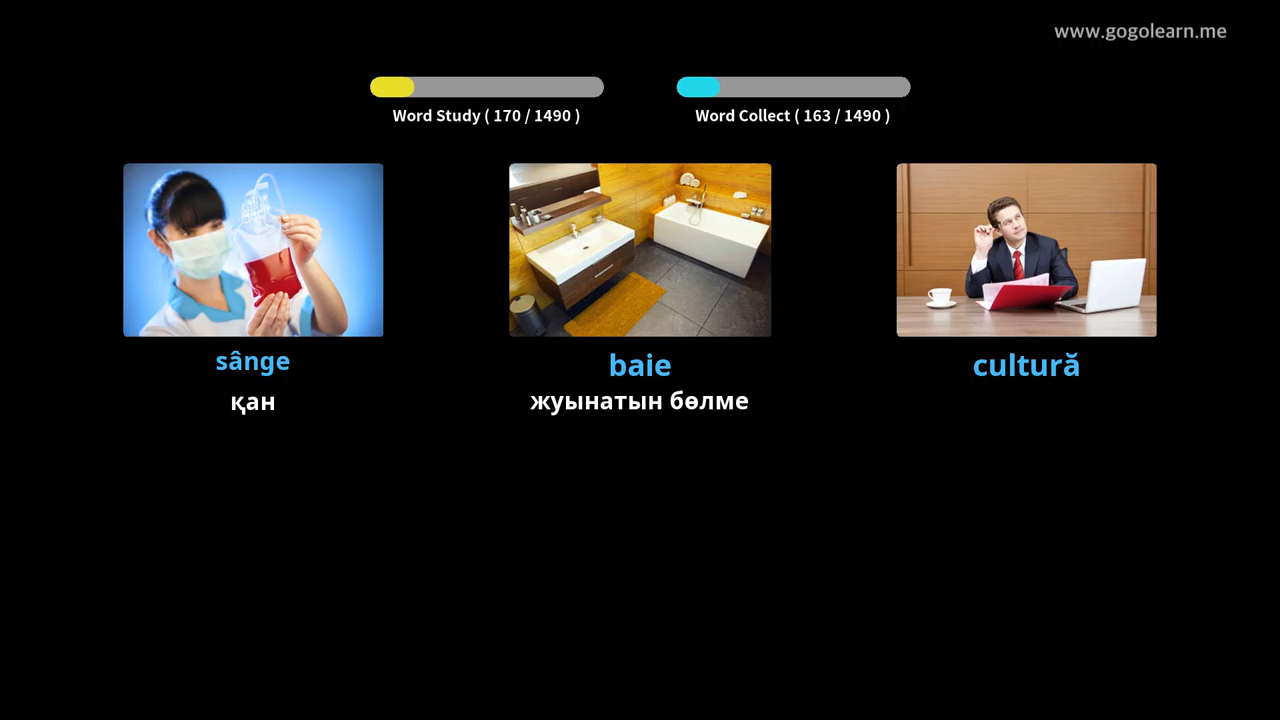 www.gogolearn.me
Word Study ( 170 / 1490 )
Word Collect ( 163 / 1490 )
sânge
baie
cultură
қан
жуынатын бөлме